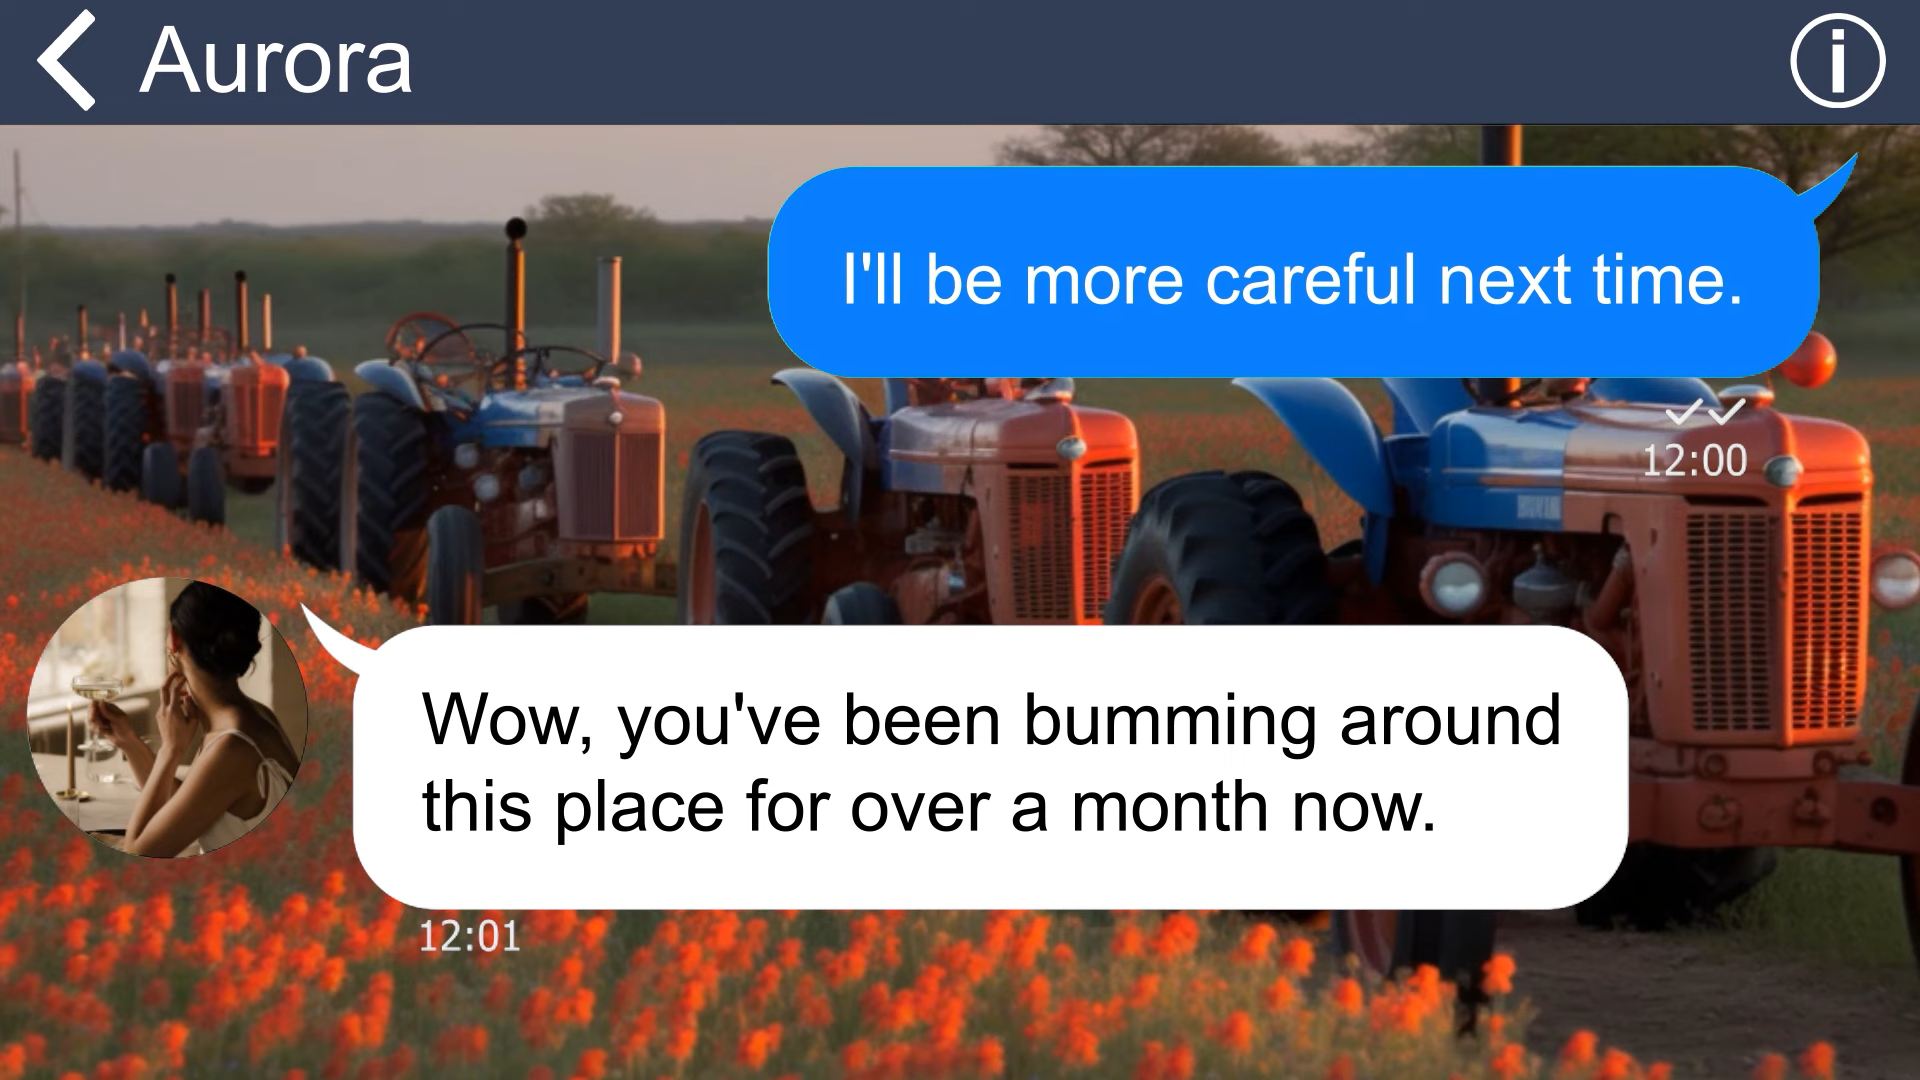 Aurora
I'll be more careful next time.
12:00
Wow, you've been bumming around
this place for over a month now.
12:01